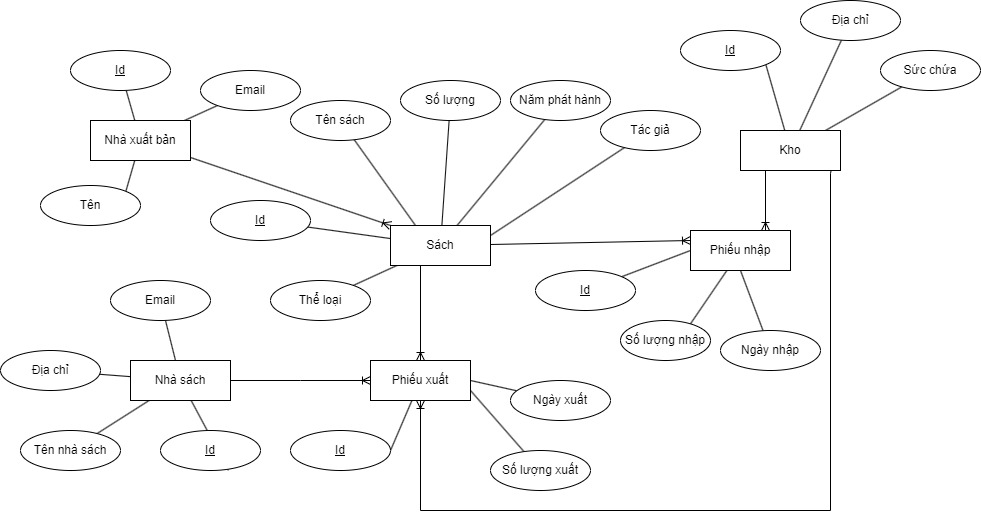 Địa chỉ
Id
Sức chứa
Kho
Id
Email
Nhà xuất bản
Tên
Tên sách
Số lượng
Năm phát hành
Tác giả
Id
Sách
Thể loại
Phiếu nhập
Id
Số lượng nhập
Ngày nhập
Email
Địa chỉ
Nhà sách
Tên nhà sách
Id
Phiếu xuất
Ngày xuất
Id
Số lượng xuất